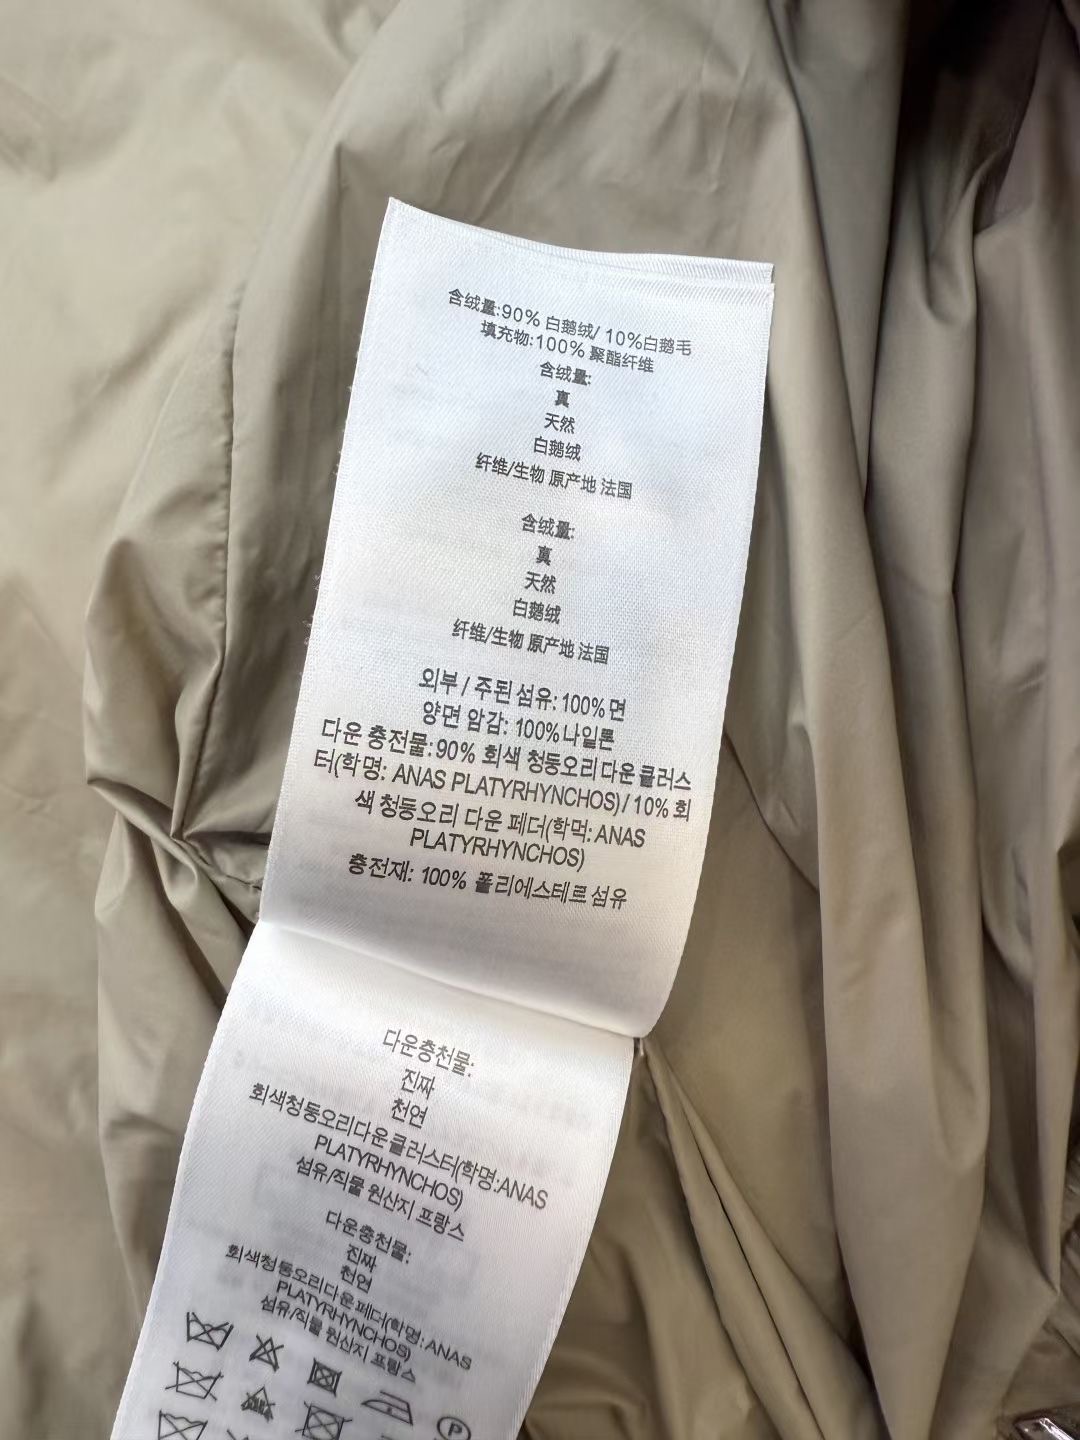 含绒量:90% 白鹅绒/ 10%白鹅毛
填充物:100% 聚酯纤维
含绒量:
真
天然
白鹅绒
纤维/生物 原产地 法国
含绒量:
真
天然
白鹅绒
纤维/生物 原产地 法国
외부 / 주된 섬유: 100% 면
양면 암감: 100%나일론
다운 충전물: 90% 회색 청둥오리 다운 클러스
터(학명: ANAS PLATYRHYNCHOS) / 10% 회
색 청둥오리 다운 페더(학먹: ANAS
PLATYRHYNCHOS)
충전재: 100% 폴리에스테르 섬유
다운충천물:
진짜
천연
회색청둥오리다운클러스터(학명:ANAS
PLATYRHYNCHOS)
섬유/직물 원산지 프랑스
다운충천물:
진짜
천연
회색청둥오리다운페더(학명: ANAS
PLATYRHYNCHOS)
섬유/직물 원산지 프랑스
P